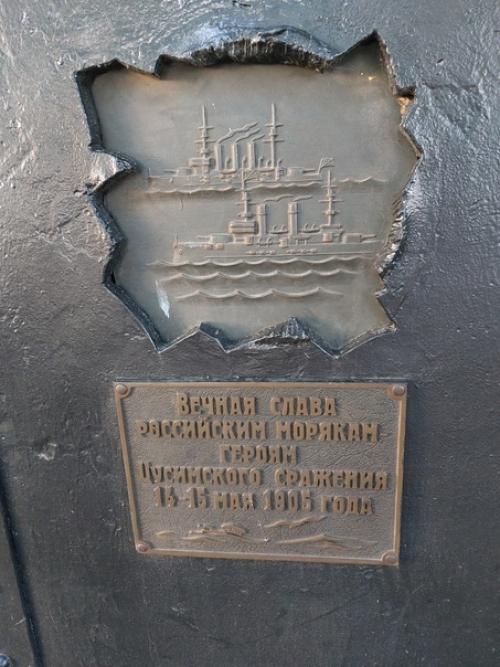 Вечная слава
российским морякам -
героям
Цусимского сражения
14-15 мая 1905 года